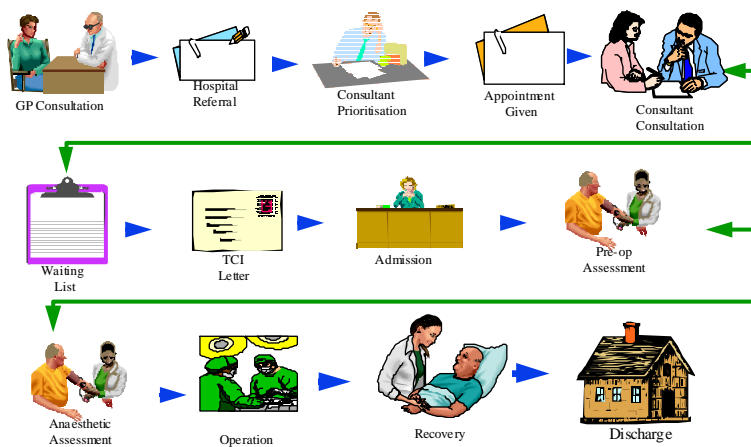 GP Consultation
Hospital
Referral
Consultant
Prioritisation
Appointment
Given
Consultant
Consultation
Waiting
List
TCI
Letter
Admission
Pre-op
Assessment
Anaesthetic
Assessment
Operation
Recovery
Discharge